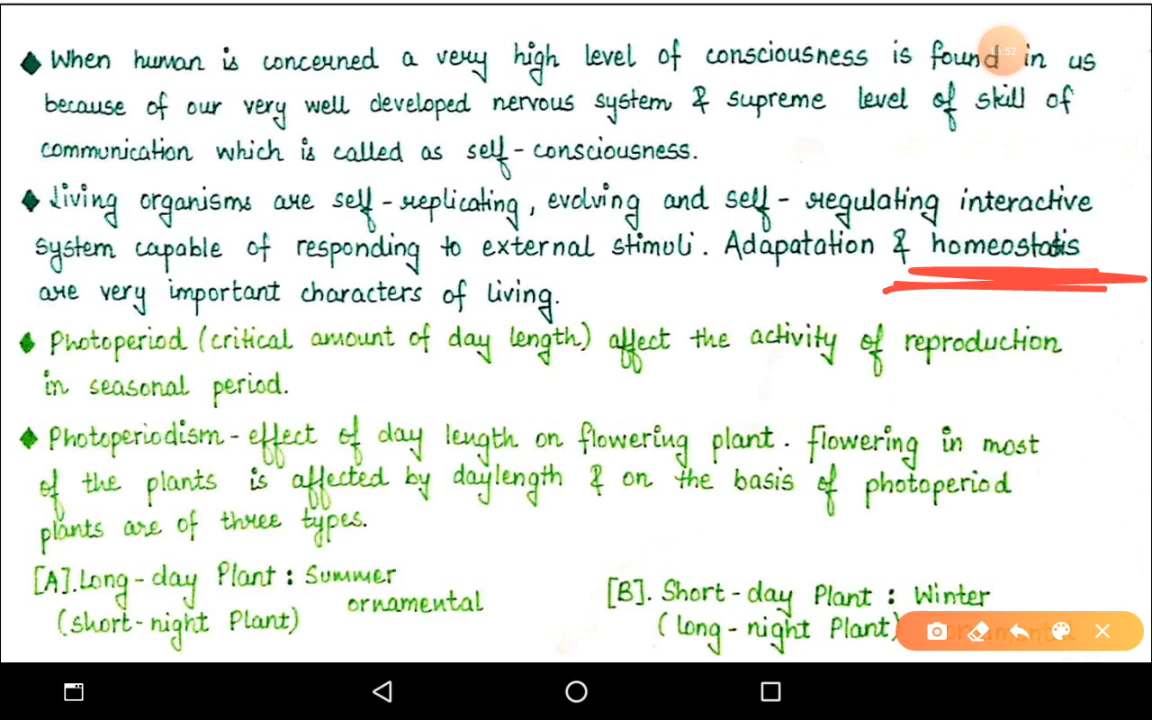 ◆ When human is concerned a very high level of consciousness is found in us
because of our very well developed nervous system & supreme level of skill of
communication which is called as self-consciousness.
◆ Living organisms are self-replicating, evolving and self-regulating interactive
system capable of responding to external stimuli. Adapatation & homeostatis
are very important characters of living.
◆ Photoperiod (critical amount of day length) affect the activity of reproduction
in seasonal period.
◆ Photoperiodism - effect of day length on flowering plant. Flowering in most
of the plants is affected by daylength & on the basis of photoperiod
plants are of three types.
[A]. Long-day Plant : Summer
ornamental
(short-night Plant)
[B]. Short-day Plant : Winter
(long-night Plant) ornamental